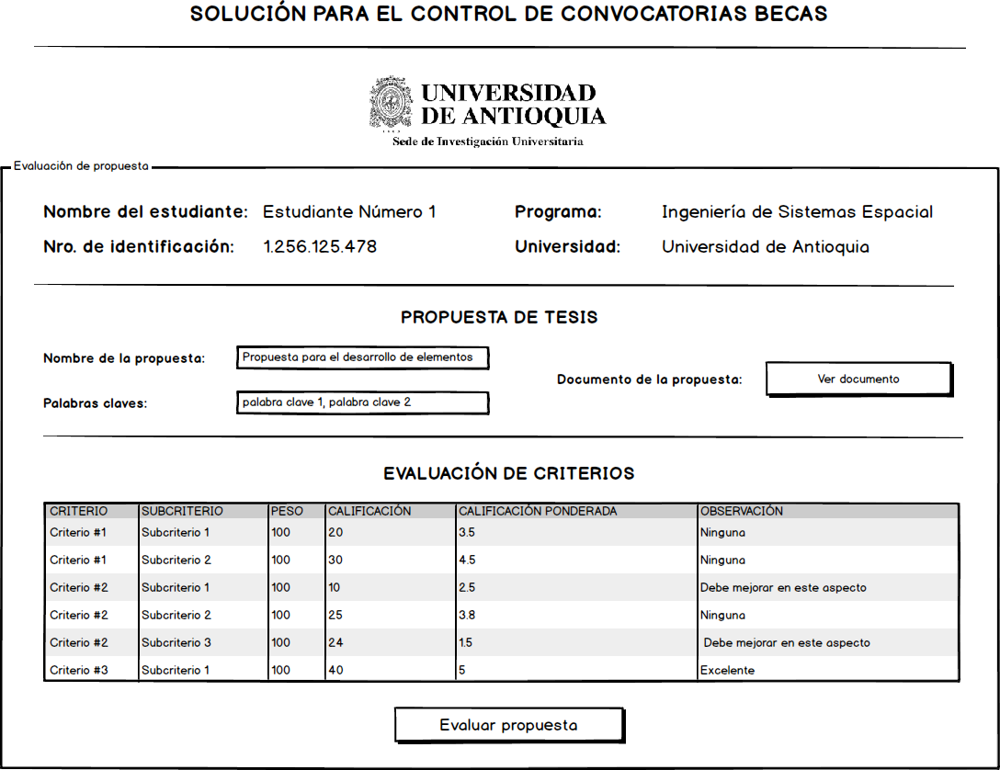 SOLUCIÓN PARA EL CONTROL DE CONVOCATORIAS BECAS
UNIVERSIDAD
DE ANTIOQUIA
1803
Sede de Investigación Universitaria
Evaluación de propuesta
Nombre del estudiante: Estudiante Número 1 Programa: Ingeniería de Sistemas Espacial
Nro. de identificación: 1.256.125.478 Universidad: Universidad de Antioquia
PROPUESTA DE TESIS
Nombre de la propuesta: Propuesta para el desarrollo de elementos
Documento de la propuesta: Ver documento
Palabras claves: palabra clave 1, palabra clave 2
EVALUACIÓN DE CRITERIOS
CRITERIO SUBCRITERIO PESO CALIFICACIÓN CALIFICACIÓN PONDERADA OBSERVACIÓN
Criterio #1 Subcriterio 1 100 20 3.5 Ninguna
Criterio #1 Subcriterio 2 100 30 4.5 Ninguna
Criterio #2 Subcriterio 1 100 10 2.5 Debe mejorar en este aspecto
Criterio #2 Subcriterio 2 100 25 3.8 Ninguna
Criterio #2 Subcriterio 3 100 24 1.5 Debe mejorar en este aspecto
Criterio #3 Subcriterio 1 100 40 5 Excelente
Evaluar propuesta